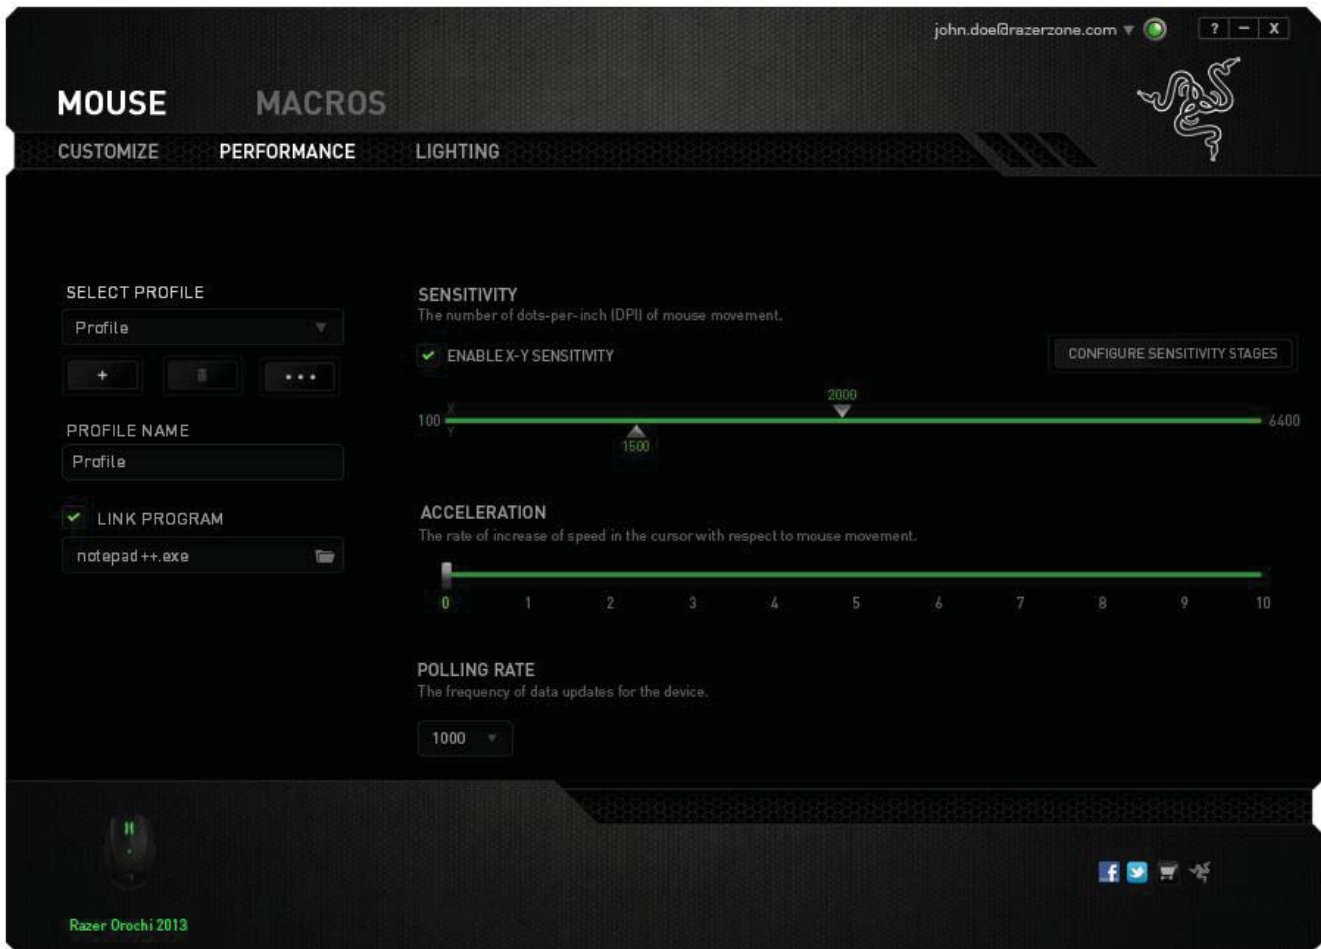 john.doe@razerzone.com
? – X
MOUSE MACROS
CUSTOMIZE PERFORMANCE LIGHTING
SELECT PROFILE
Profile
+ •••
PROFILE NAME
Profile
LINK PROGRAM
notepad ++.exe
SENSITIVITY
The number of dots-per-inch (DPI) of mouse movement.
ENABLE X-Y SENSITIVITY
CONFIGURE SENSITIVITY STAGES
2000
X
100 6400
Y
1500
ACCELERATION
The rate of increase of speed in the cursor with respect to mouse movement.
0 1 2 3 4 5 6 7 8 9 10
POLLING RATE
The frequency of data updates for the device.
1000
f
Razer Orochi 2013